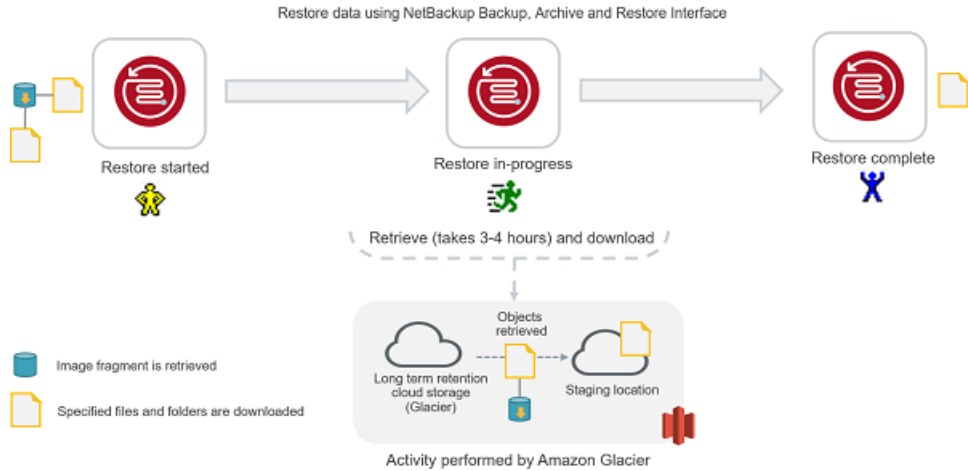 Restore data using NetBackup Backup, Archive and Restore Interface
Restore started
Restore in-progress
Restore complete
Retrieve (takes 3-4 hours) and download
Objects
retrieved
Long term retention
cloud storage
(Glacier)
Staging location
Image fragment is retrieved
Specified files and folders are downloaded
Activity performed by Amazon Glacier